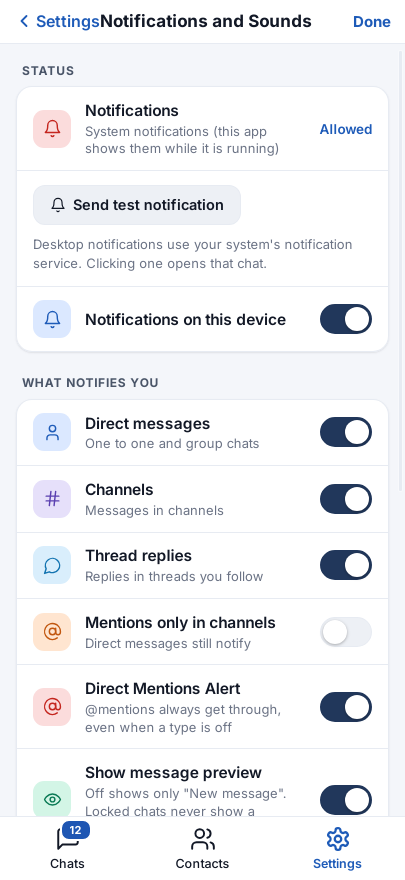 Settings Notifications and Sounds Done
STATUS
Notifications
System notifications (this app
shows them while it is running)
Allowed
Send test notification
Desktop notifications use your system's notification
service. Clicking one opens that chat.
Notifications on this device
WHAT NOTIFIES YOU
Direct messages
One to one and group chats
Channels
Messages in channels
Thread replies
Replies in threads you follow
Mentions only in channels
Direct messages still notify
Direct Mentions Alert
@mentions always get through,
even when a type is off
Show message preview
Off shows only "New message".
Locked chats never show a
12
Chats Contacts Settings